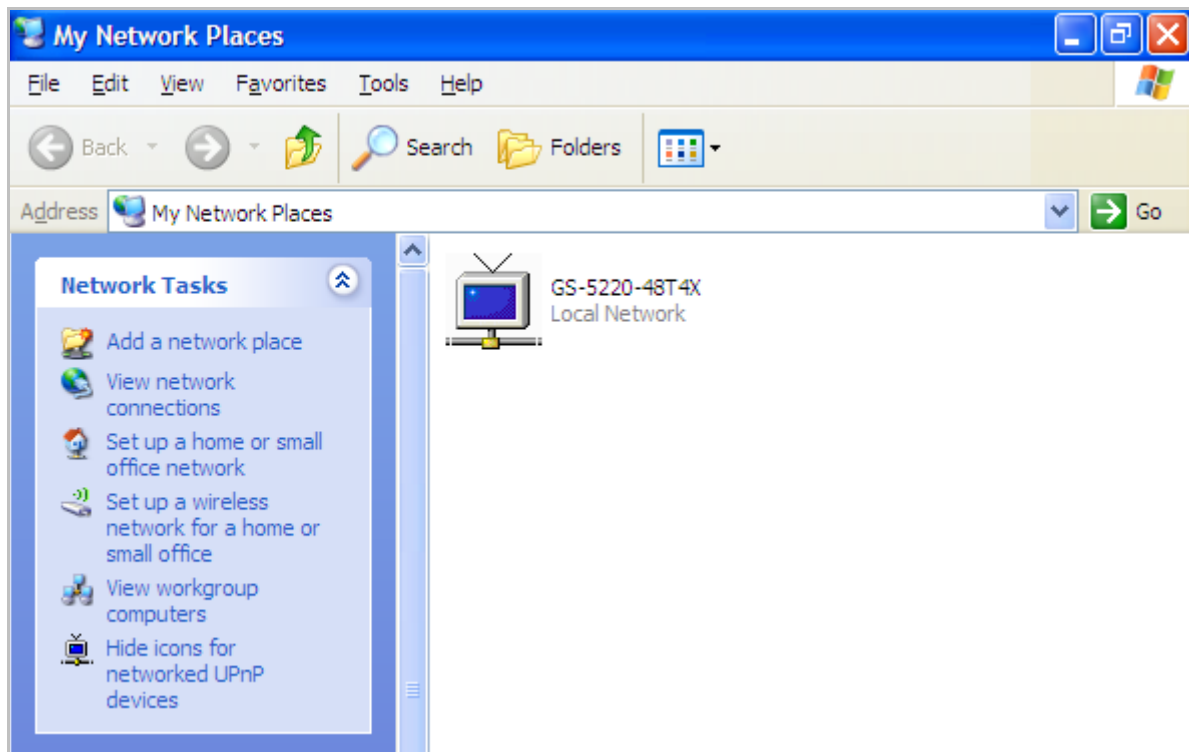 My Network Places
File Edit View Favorites Tools Help
Back Search Folders
Address My Network Places Go
Network Tasks
Add a network place
View network
connections
Set up a home or small
office network
Set up a wireless
network for a home or
small office
View workgroup
computers
Hide icons for
networked UPnP
devices
GS-5220-48T4X
Local Network